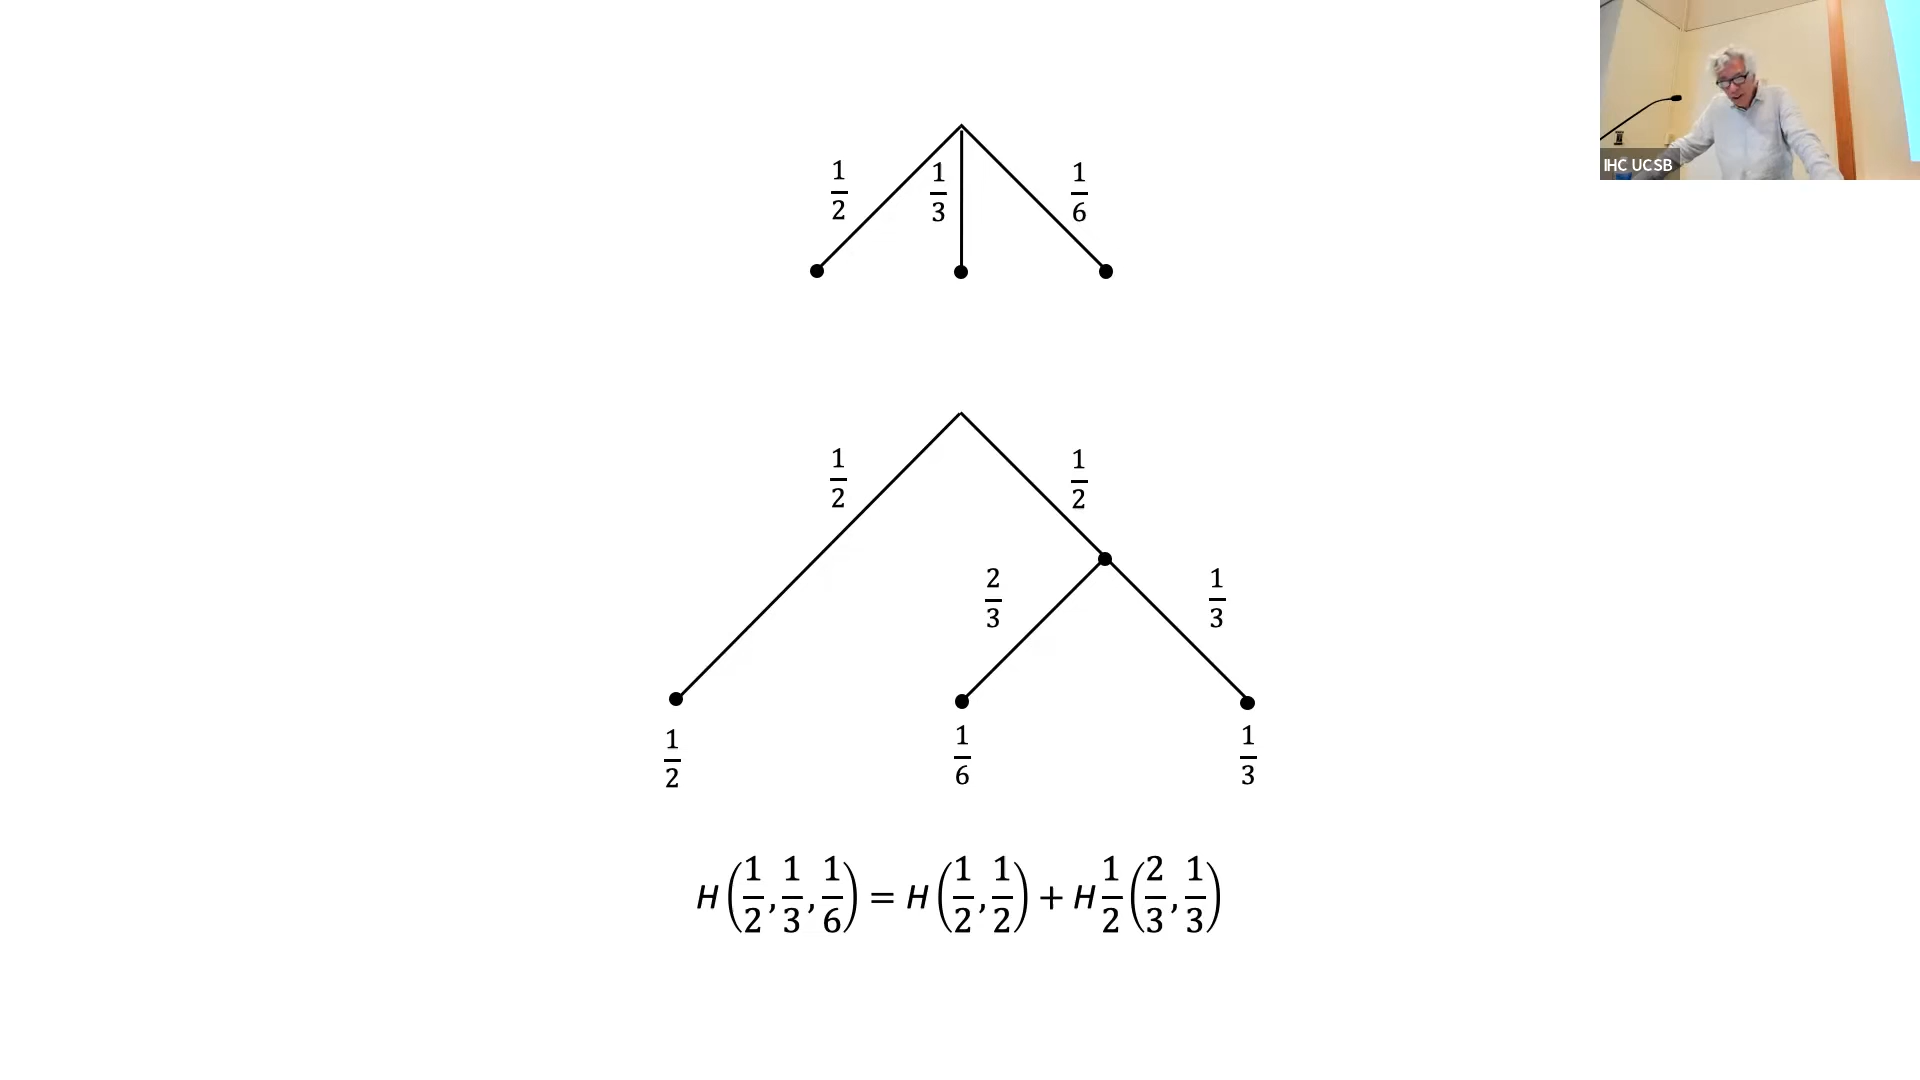 IHC UCSB
1/2 1/3 1/6
1/2 1/2
2/3 1/3
1/2 1/6 1/3
H(1/2, 1/3, 1/6) = H(1/2, 1/2) + H 1/2 (2/3, 1/3)